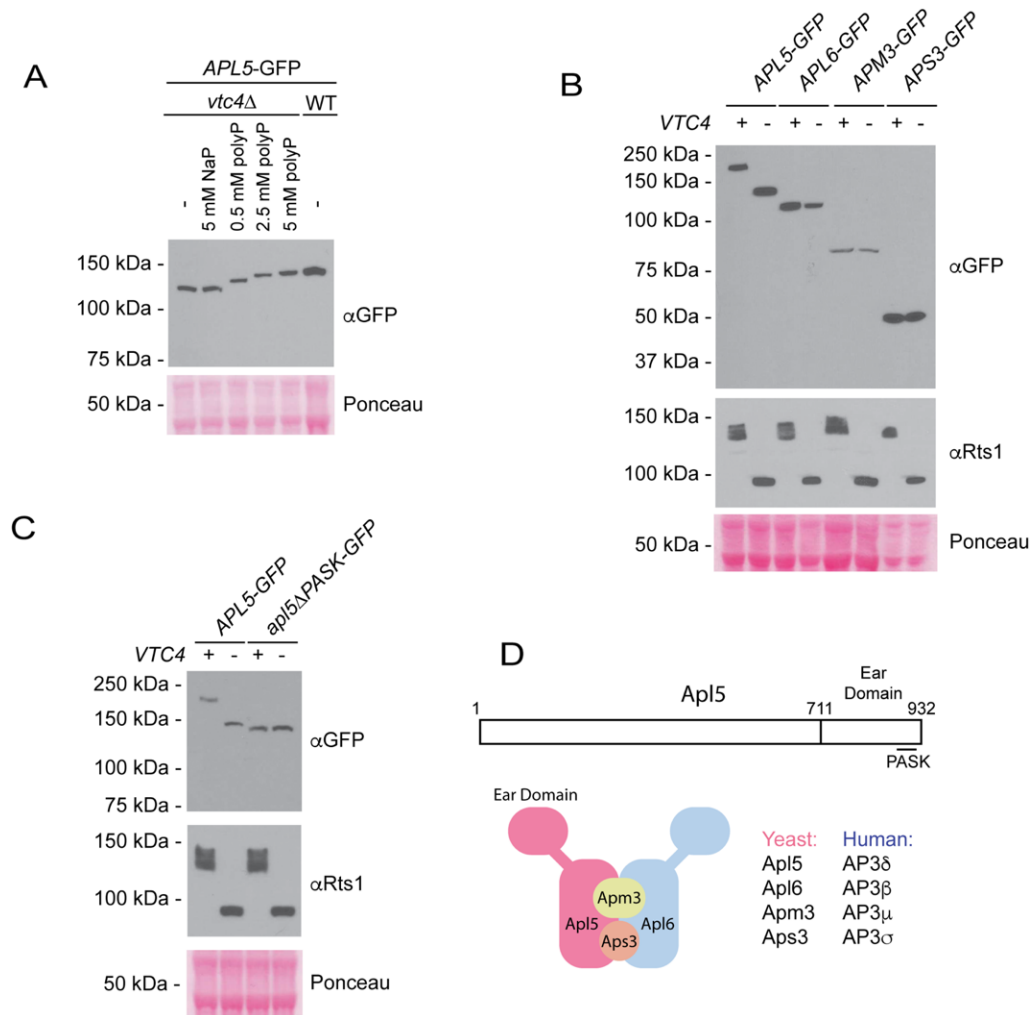 A
APL5-GFP
vtc4Δ WT
-
5 mM NaP
0.5 mM polyP
2.5 mM polyP
5 mM polyP
-
150 kDa -
100 kDa -
75 kDa -
αGFP
50 kDa -
Ponceau
B
APL5-GFP
APL6-GFP
APM3-GFP
APS3-GFP
VTC4 + - + - + - + -
250 kDa -
150 kDa -
100 kDa -
75 kDa -
50 kDa -
37 kDa -
αGFP
150 kDa -
100 kDa -
αRts1
50 kDa -
Ponceau
C
APL5-GFP
apl5ΔPASK-GFP
VTC4 + - + -
250 kDa -
150 kDa -
100 kDa -
75 kDa -
αGFP
150 kDa -
100 kDa -
αRts1
50 kDa -
Ponceau
D
Apl5
Ear
Domain
1 711 932
PASK
Ear Domain
Apm3
Apl5 Apl6
Aps3
Yeast: Human:
Apl5 AP3δ
Apl6 AP3β
Apm3 AP3μ
Aps3 AP3σ